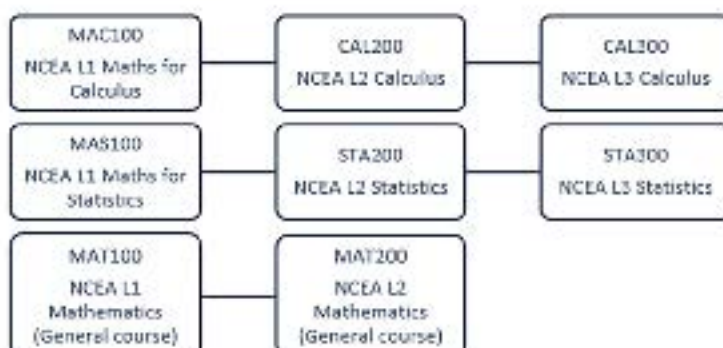 MAC100
NCEA L1 Maths for
Calculus
CAL200
NCEA L2 Calculus
CAL300
NCEA L3 Calculus
MAS100
NCEA L1 Maths for
Statistics
STA200
NCEA L2 Statistics
STA300
NCEA L3 Statistics
MAT100
NCEA L1
Mathematics
(General course)
MAT200
NCEA L2
Mathematics
(General course)